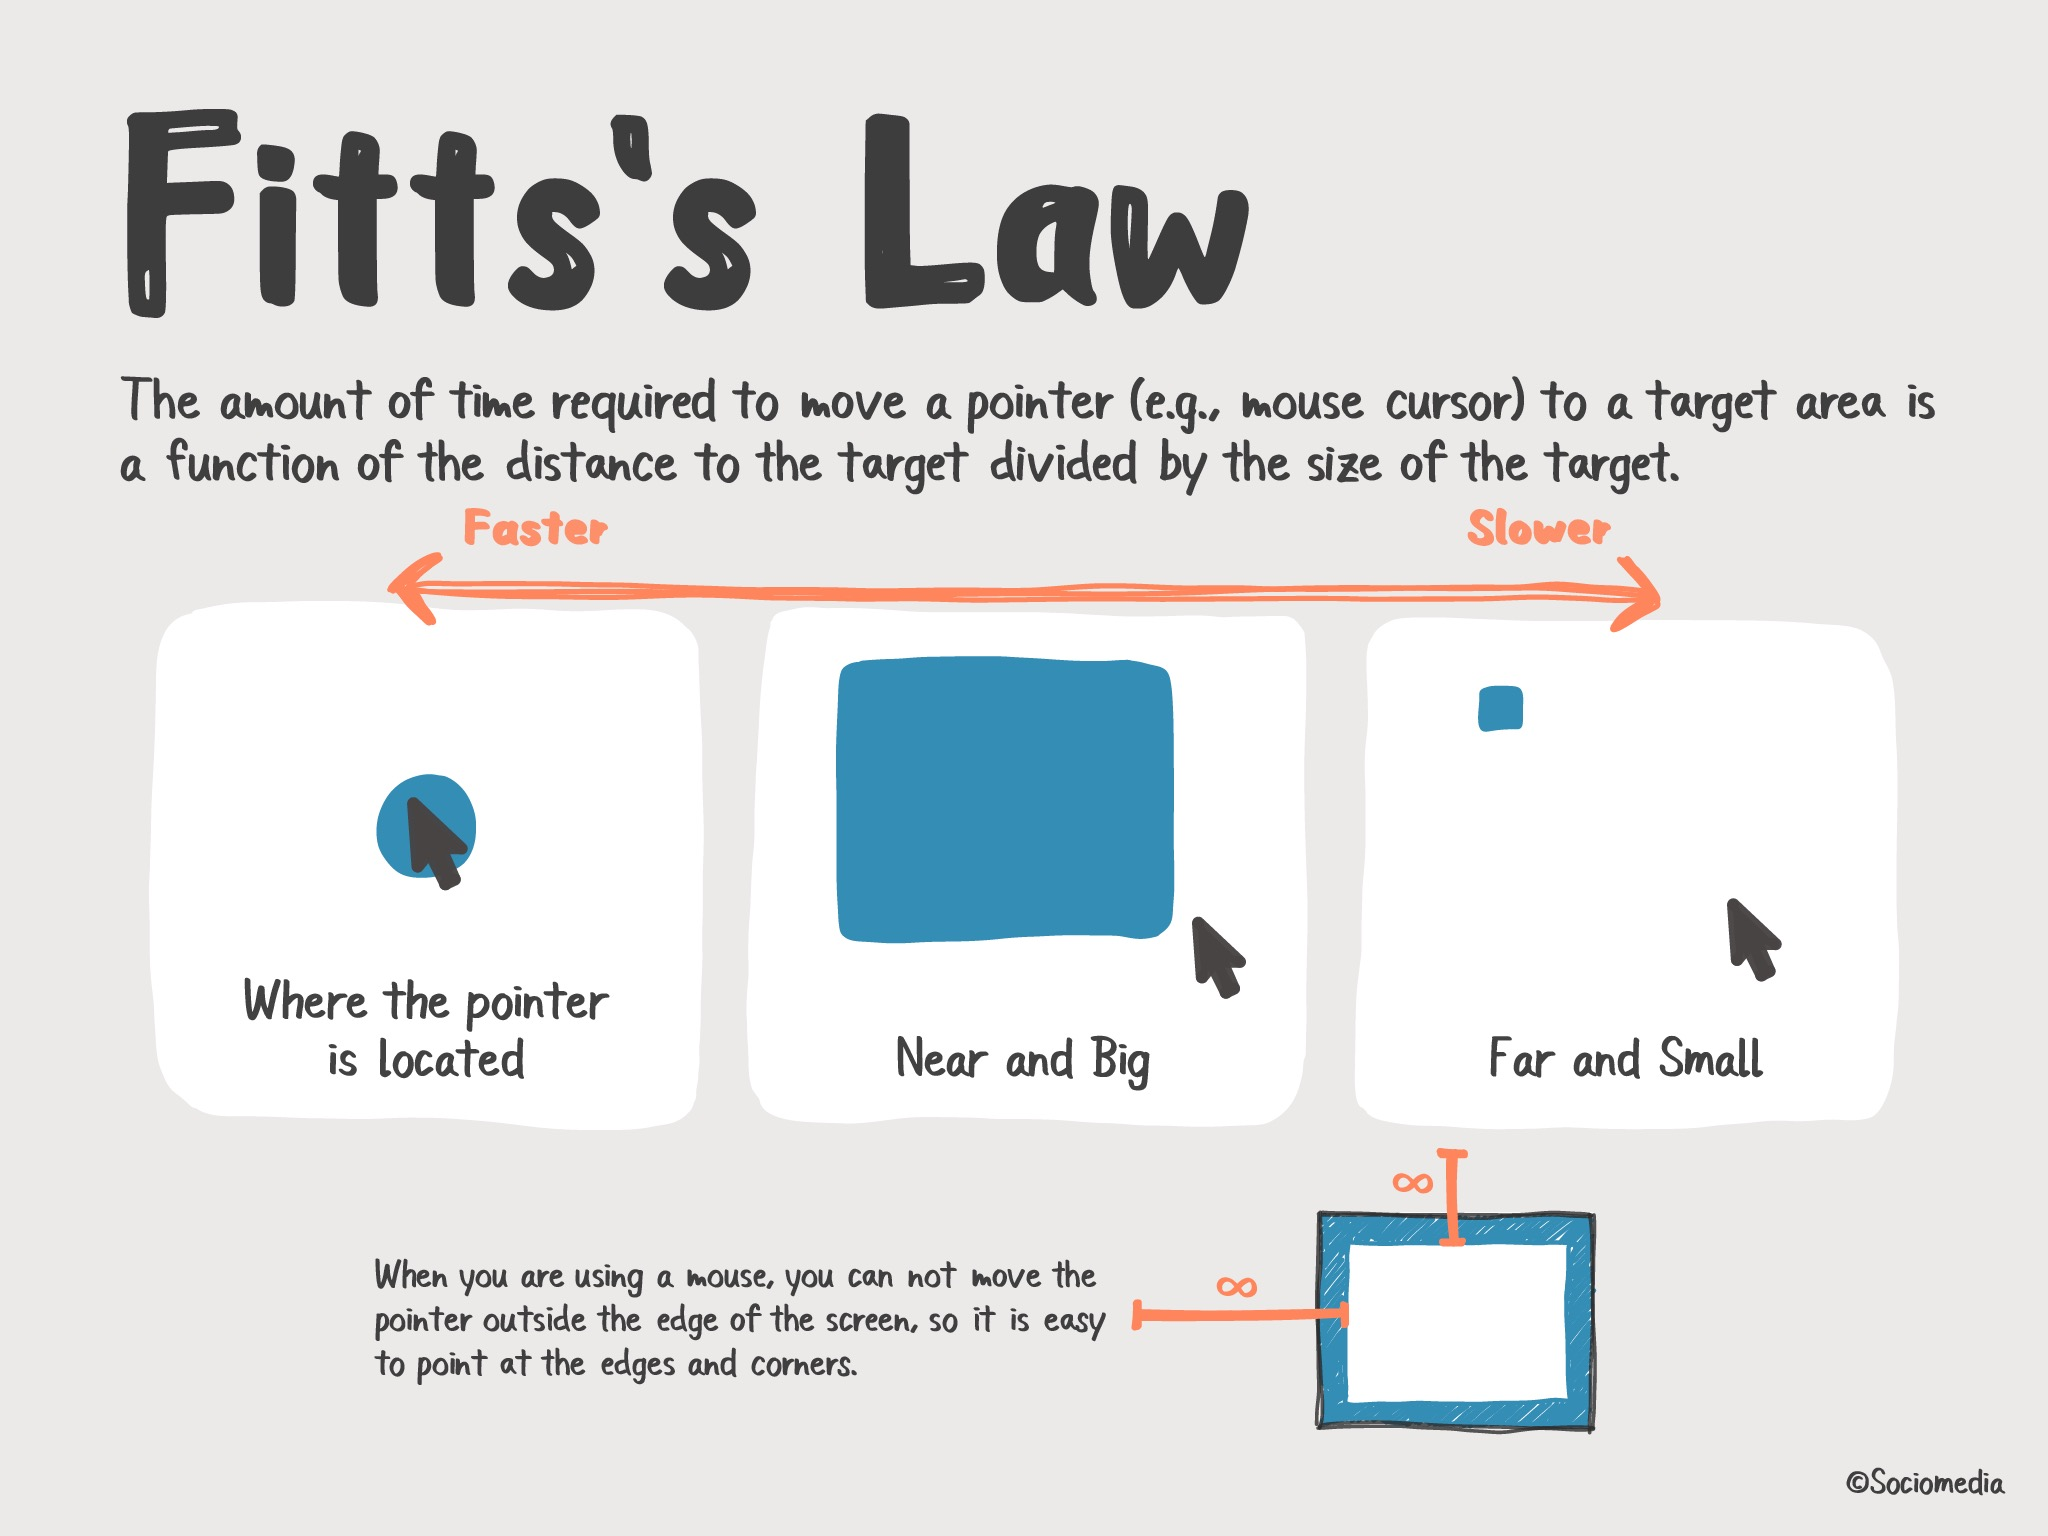 Fitts's Law
The amount of time required to move a pointer (e.g., mouse cursor) to a target area is
a function of the distance to the target divided by the size of the target.
Faster
Slower
Where the pointer
is located
Near and Big
Far and Small
∞
∞
When you are using a mouse, you can not move the
pointer outside the edge of the screen, so it is easy
to point at the edges and corners.
©Sociomedia